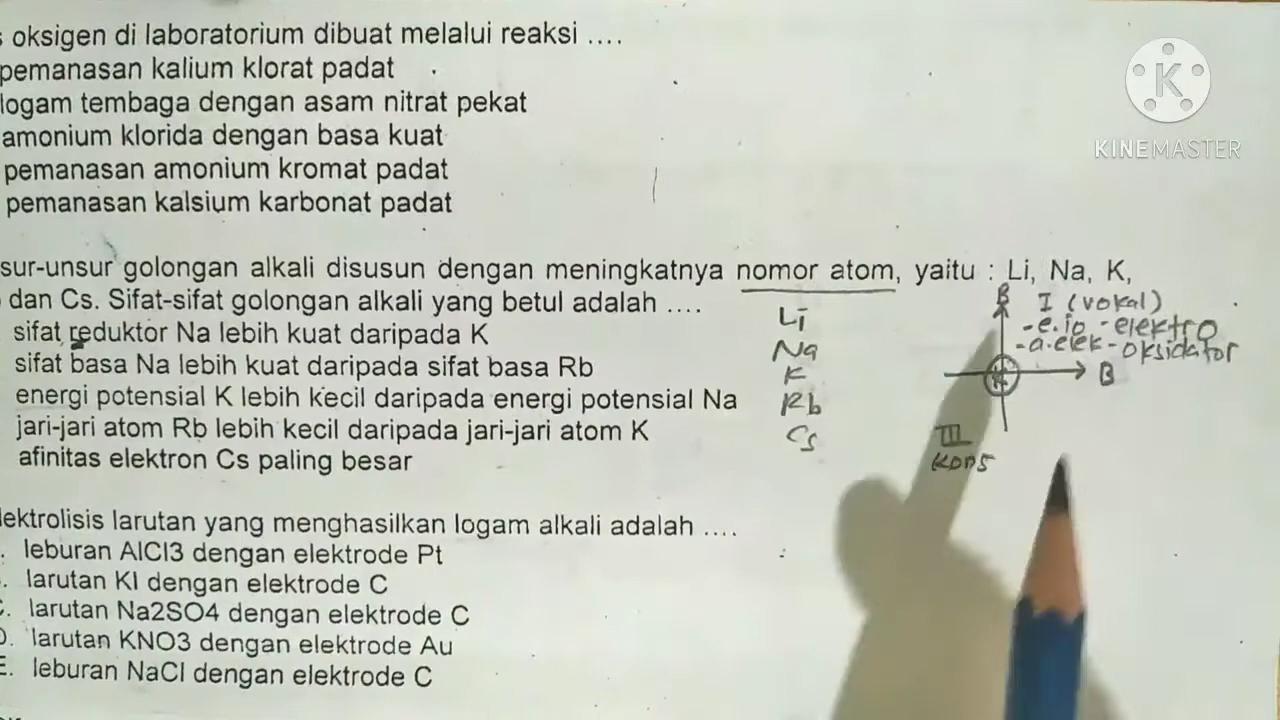 oksigen di laboratorium dibuat melalui reaksi ....
pemanasan kalium klorat padat
logam tembaga dengan asam nitrat pekat
amonium klorida dengan basa kuat
pemanasan amonium kromat padat
pemanasan kalsium karbonat padat
sur-unsur golongan alkali disusun dengan meningkatnya nomor atom, yaitu : Li, Na, K,
dan Cs. Sifat-sifat golongan alkali yang betul adalah ....
sifat reduktor Na lebih kuat daripada K
sifat basa Na lebih kuat daripada sifat basa Rb
energi potensial K lebih kecil daripada energi potensial Na
jari-jari atom Rb lebih kecil daripada jari-jari atom K
afinitas elektron Cs paling besar
Li
Na
K
Rb
Cs
B
I (vokal)
-e.io -elektro
-a.elek-oksidator
B
III
lektrolisis larutan yang menghasilkan logam alkali adalah ....
. leburan AlCl3 dengan elektrode Pt
. larutan KI dengan elektrode C
C. larutan Na2SO4 dengan elektrode C
D. larutan KNO3 dengan elektrode Au
E. leburan NaCl dengan elektrode C
K
KINEMASTER